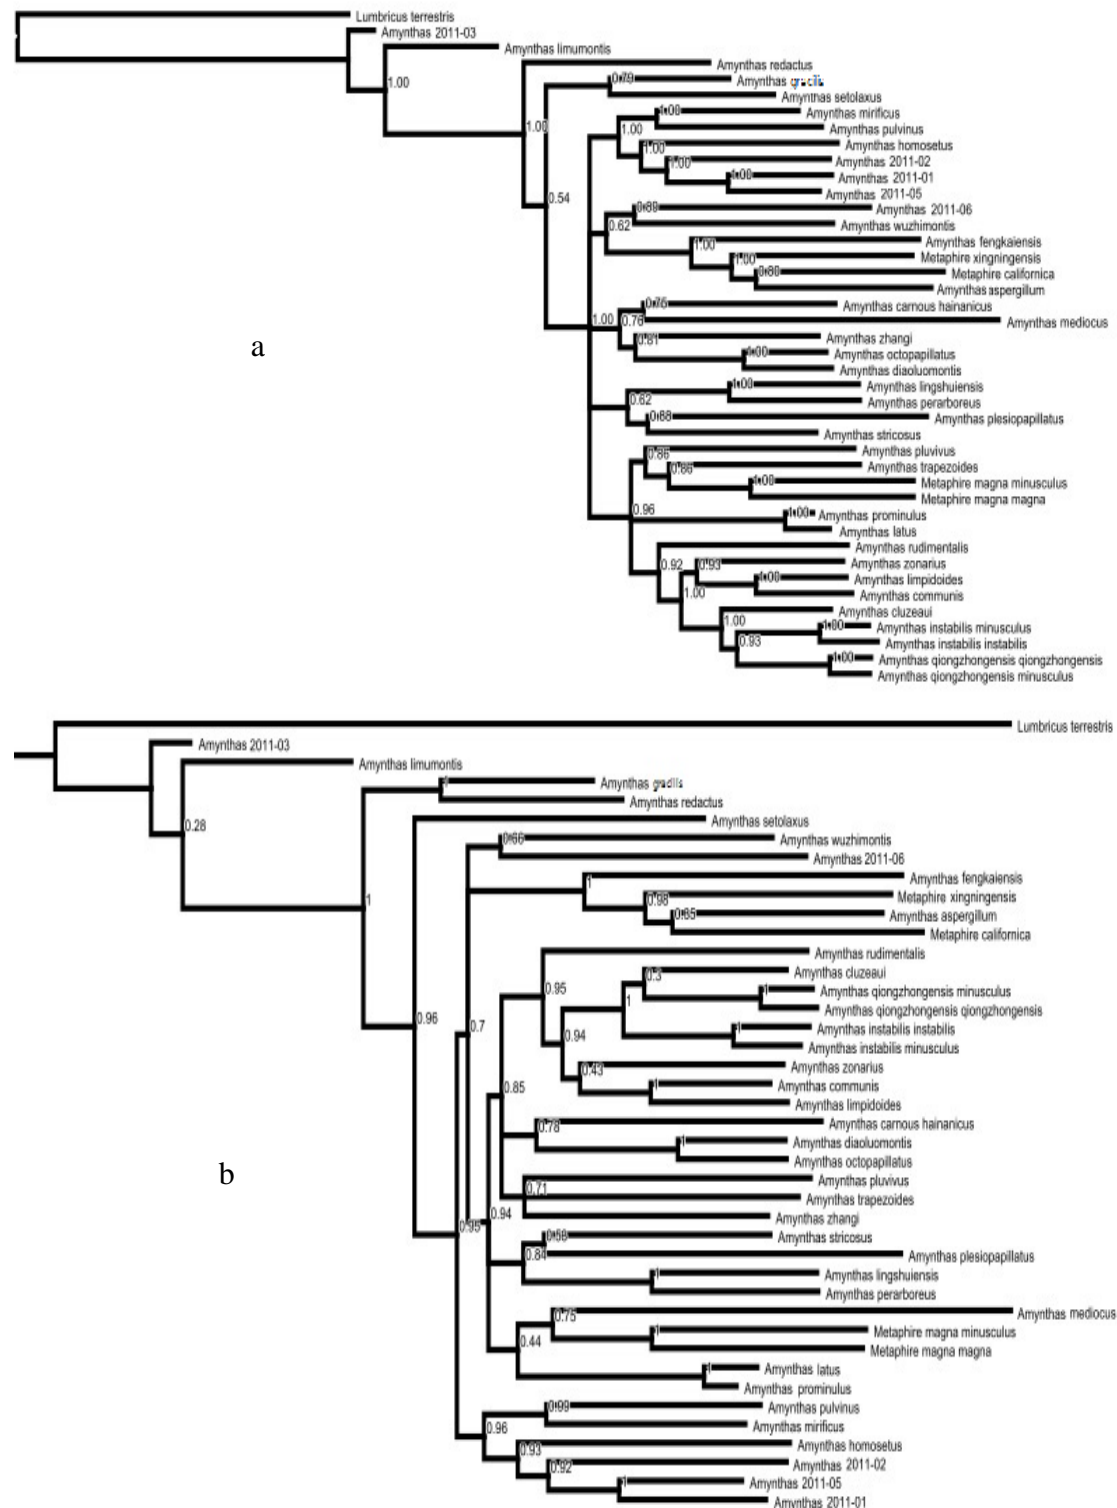 Lumbricus terrestris
Amynthas 2011-03
Amynthas limumontis
Amynthas redactus
1.00
0.79
Amynthas gracilis
Amynthas setolaxus
1.00
Amynthas mirificus
1.00
1.00
Amynthas pulvinus
1.00
Amynthas homosetus
1.00
Amynthas 2011-02
1.00
Amynthas 2011-01
0.54
Amynthas 2011-05
0.89
Amynthas 2011-06
0.62
Amynthas wuzhimontis
1.00
Amynthas fengkaiensis
1.00
Metaphire xingningensis
0.80
Metaphire californica
Amynthas aspergillum
0.75
Amynthas carnous hainanicus
1.00
0.76
Amynthas mediocus
a
0.81
Amynthas zhangi
1.00
Amynthas octopapillatus
Amynthas diaoluomontis
1.00
Amynthas lingshuiensis
0.62
Amynthas perarboreus
0.88
Amynthas plesiopapillatus
Amynthas stricosus
0.86
Amynthas pluvivus
0.86
Amynthas trapezoides
1.00
Metaphire magna minusculus
Metaphire magna magna
0.96
1.00
Amynthas prominulus
Amynthas latus
Amynthas rudimentalis
0.92
0.93
Amynthas zonarius
1.00
Amynthas limpidoides
1.00
Amynthas communis
Amynthas cluzeaui
1.00
1.00
Amynthas instabilis minusculus
0.93
Amynthas instabilis instabilis
1.00
Amynthas qiongzhongensis qiongzhongensis
Amynthas qiongzhongensis minusculus
Lumbricus terrestris
Amynthas 2011-03
Amynthas limumontis
1
Amynthas gracilis
Amynthas redactus
0.28
Amynthas setolaxus
0.66
Amynthas wuzhimontis
Amynthas 2011-06
1
1
Amynthas fengkaiensis
0.98
Metaphire xingningensis
0.85
Amynthas aspergillum
Metaphire californica
Amynthas rudimentalis
0.3
Amynthas cluzeaui
0.95
1
Amynthas qiongzhongensis minusculus
1
Amynthas qiongzhongensis qiongzhongensis
0.96
0.7
1
Amynthas instabilis instabilis
0.94
Amynthas instabilis minusculus
0.43
Amynthas zonarius
0.85
1
Amynthas communis
Amynthas limpidoides
0.78
Amynthas carnous hainanicus
1
Amynthas diaoluomontis
b
Amynthas octopapillatus
0.71
Amynthas pluvivus
Amynthas trapezoides
0.94
Amynthas zhangi
0.95
0.58
Amynthas stricosus
0.84
Amynthas plesiopapillatus
1
Amynthas lingshuiensis
Amynthas perarboreus
0.75
Amynthas mediocus
0.44
1
Metaphire magna minusculus
Metaphire magna magna
1
Amynthas latus
Amynthas prominulus
0.99
Amynthas pulvinus
0.96
Amynthas mirificus
0.93
Amynthas homosetus
0.92
Amynthas 2011-02
1
Amynthas 2011-05
Amynthas 2011-01